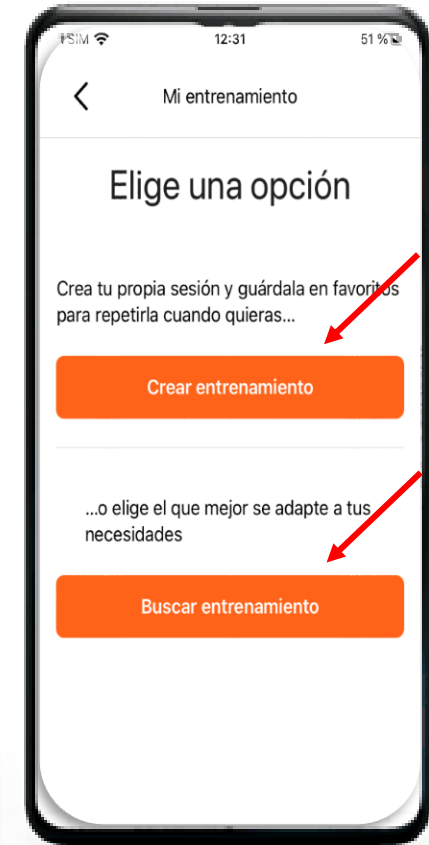 12:31
51 %
Mi entrenamiento
Elige una opción
Crea tu propia sesión y guárdala en favoritos
para repetirla cuando quieras...
Crear entrenamiento
...o elige el que mejor se adapte a tus
necesidades
Buscar entrenamiento